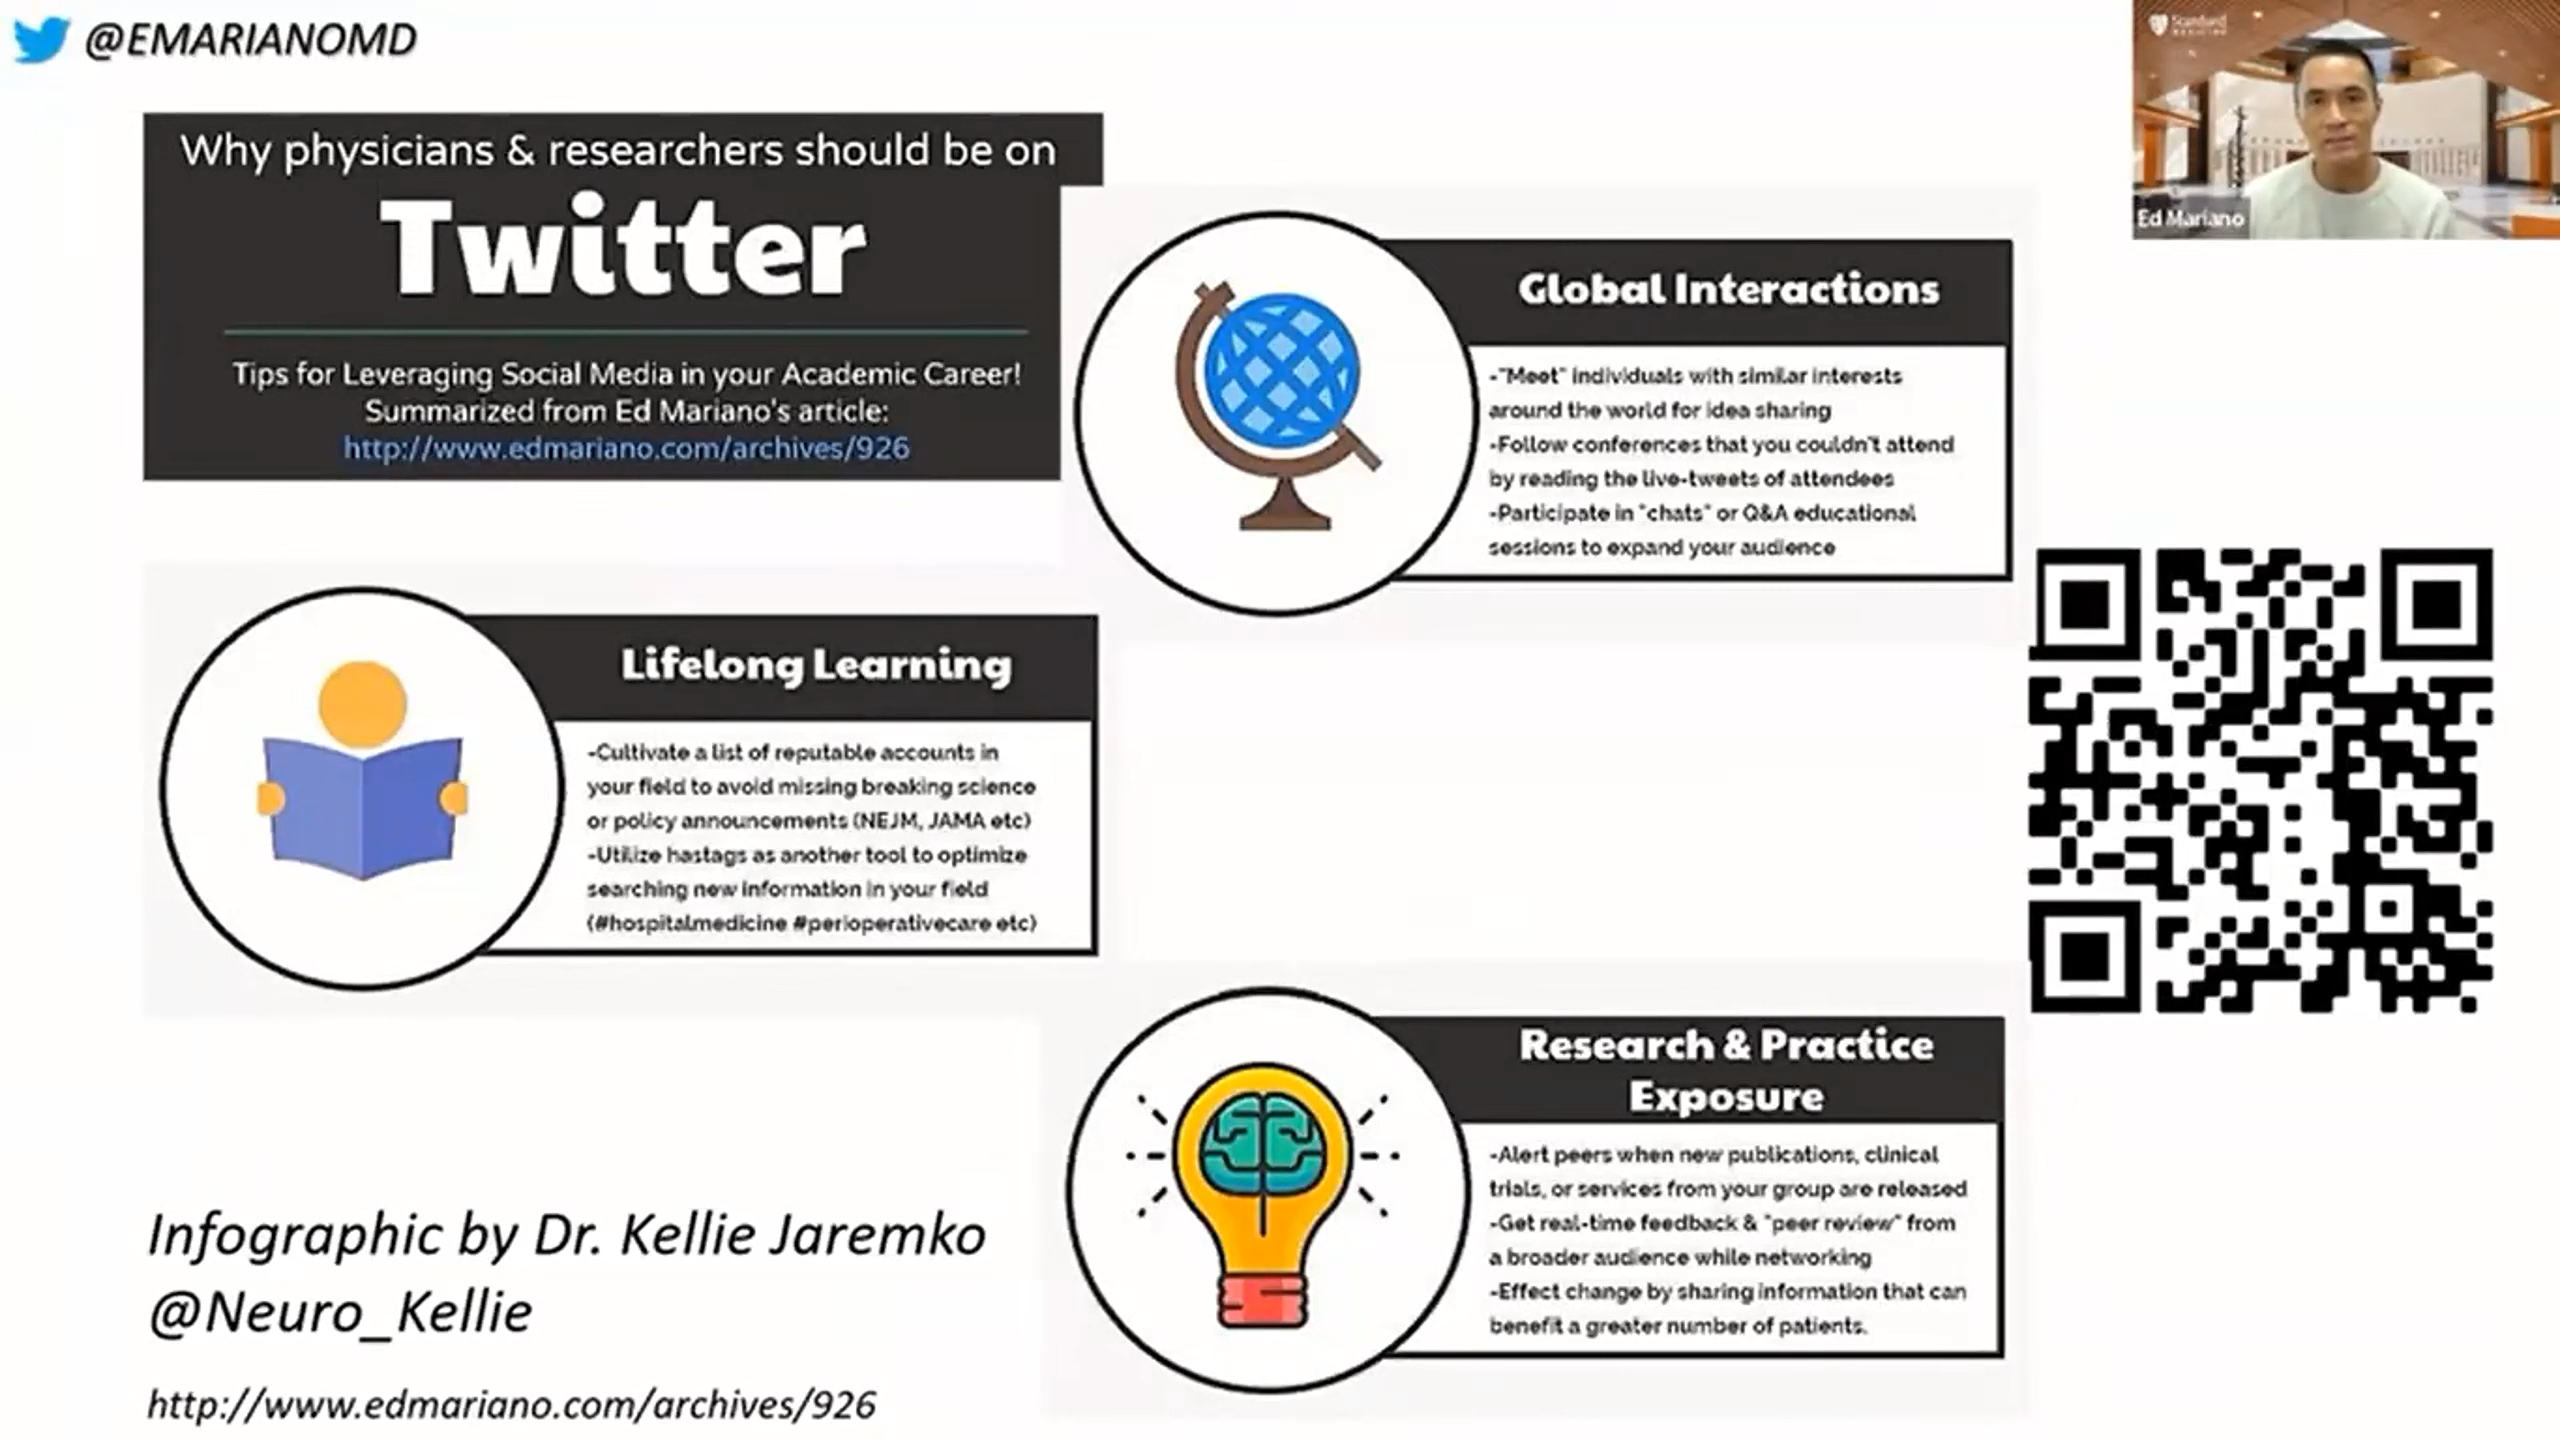 @EMARIANOMD
Stanford
MEDICINE
Ed Mariano
Why physicians & researchers should be on
Twitter
Tips for Leveraging Social Media in your Academic Career!
Summarized from Ed Mariano's article:
http://www.edmariano.com/archives/926
Global Interactions
-"Meet" individuals with similar interests
around the world for idea sharing
-Follow conferences that you couldn't attend
by reading the live-tweets of attendees
-Participate in "chats" or Q&A educational
sessions to expand your audience
Lifelong Learning
-Cultivate a list of reputable accounts in
your field to avoid missing breaking science
or policy announcements (NEJM, JAMA etc)
-Utilize hastags as another tool to optimize
searching new information in your field
(#hospitalmedicine #perioperativecare etc)
Research & Practice
Exposure
-Alert peers when new publications, clinical
trials, or services from your group are released
-Get real-time feedback & "peer review" from
a broader audience while networking
-Effect change by sharing information that can
benefit a greater number of patients.
Infographic by Dr. Kellie Jaremko
@Neuro_Kellie
http://www.edmariano.com/archives/926